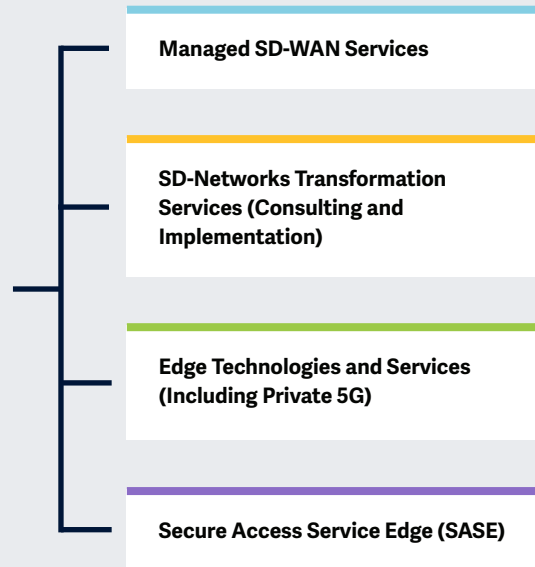 Managed SD-WAN Services
SD-Networks Transformation
Services (Consulting and
Implementation)
Edge Technologies and Services
(Including Private 5G)
Secure Access Service Edge (SASE)